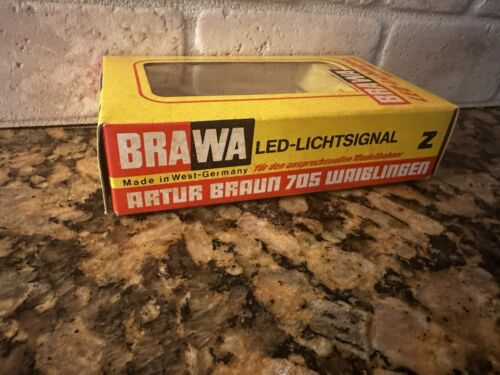 BRAWA
BRAWA LED-LICHTSIGNAL Z
Für den anspruchsvollen Modellbahner
Made in West-Germany
ARTUR BRAUN 705 WAIBLINGEN